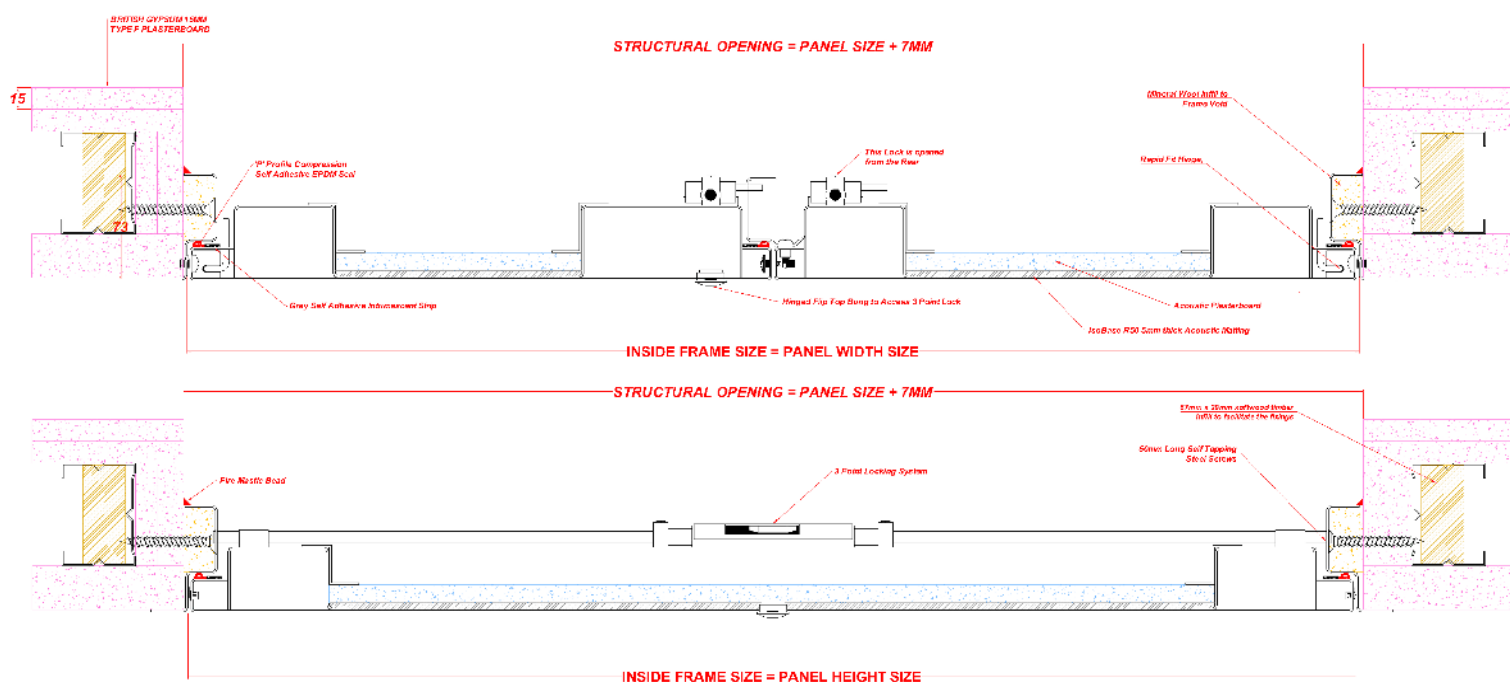 BRITISH GYPSUM 15MM
TYPE F PLASTERBOARD
STRUCTURAL OPENING = PANEL SIZE + 7MM
15
Mineral Wool Infill to
Frame Void
'P' Profile Compression
Self Adhesive EPDM Seal
This Lock is opened
from the Rear
Rapid Fit Hinge
73
Grey Self Adhesive Intumescent Strip
Hinged Flip Top Bung to Access 3 Point Lock
Acoustic Plasterboard
IsoBase R50 5mm thick Acoustic Matting
INSIDE FRAME SIZE = PANEL WIDTH SIZE
STRUCTURAL OPENING = PANEL SIZE + 7MM
softwood timber
infill to facilitate the fixings
Long Self Tapping
Steel Screws
3 Point Locking System
Fire Mastic Bead
INSIDE FRAME SIZE = PANEL HEIGHT SIZE